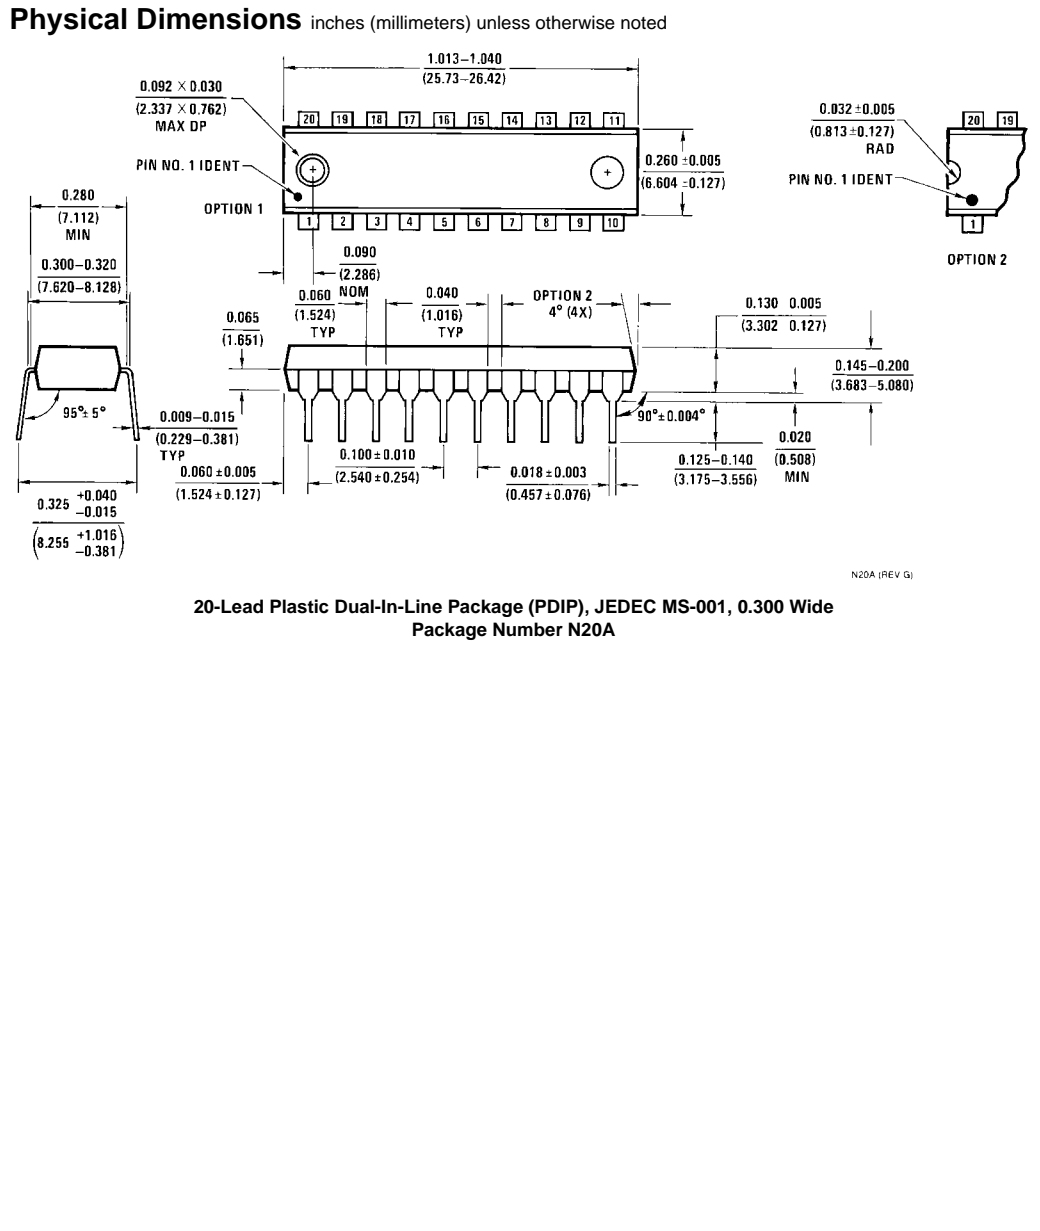 Physical Dimensions inches (millimeters) unless otherwise noted
1.013–1.040
(25.73–26.42)
0.092 × 0.030
(2.337 × 0.762)
MAX DP
PIN NO. 1 IDENT
OPTION 1
20 19 18 17 16 15 14 13 12 11
1 2 3 4 5 6 7 8 9 10
0.260 ±0.005
(6.604 ±0.127)
0.032 ±0.005
(0.813 ±0.127)
RAD
PIN NO. 1 IDENT
20 19
1
OPTION 2
0.280
(7.112)
MIN
0.300–0.320
(7.620–8.128)
0.090
(2.286)
NOM
0.060
(1.524)
TYP
0.040
(1.016)
TYP
OPTION 2
4° (4X)
0.065
(1.651)
0.130 0.005
(3.302 0.127)
0.145–0.200
(3.683–5.080)
95° ± 5°
0.009–0.015
(0.229–0.381)
TYP
90° ± 0.004°
0.020
(0.508)
MIN
0.125–0.140
(3.175–3.556)
0.100 ± 0.010
(2.540 ± 0.254)
0.018 ± 0.003
(0.457 ± 0.076)
0.060 ± 0.005
(1.524 ± 0.127)
0.325 +0.040 –0.015
(8.255 +1.016 –0.381)
N20A (REV G)
20-Lead Plastic Dual-In-Line Package (PDIP), JEDEC MS-001, 0.300 Wide
Package Number N20A